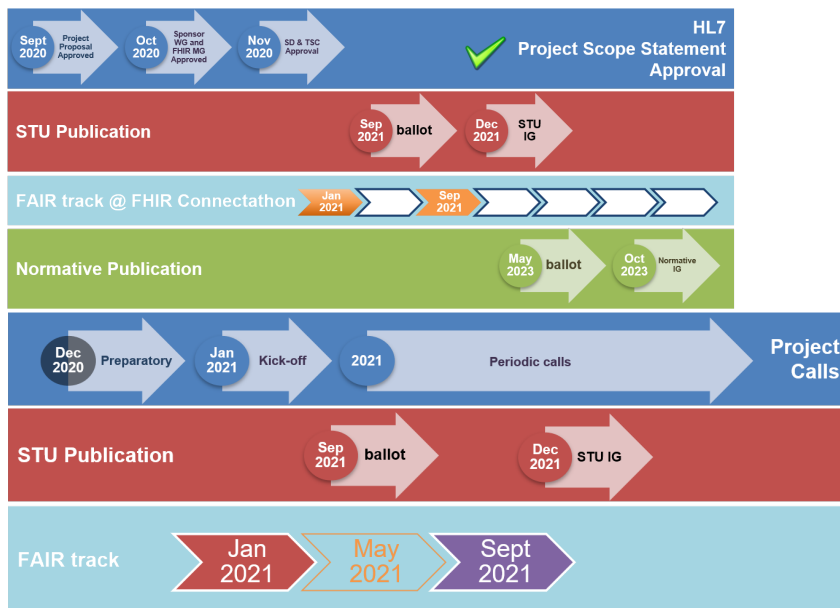 Sept
2020
Project
Proposal
Approved
Oct
2020
Sponsor
WG and
FHIR MG
Approved
Nov
2020
SD & TSC
Approval
HL7
Project Scope Statement
Approval
STU Publication
Sep
2021
ballot
Dec
2021
STU
IG
FAIR track @ FHIR Connectathon
Jan
2021
Sep
2021
Normative Publication
May
2023
ballot
Oct
2023
Normative
IG
Dec
2020
Preparatory
Jan
2021
Kick-off
2021
Periodic calls
Project
Calls
STU Publication
Sep
2021
ballot
Dec
2021
STU IG
FAIR track
Jan
2021
May
2021
Sept
2021